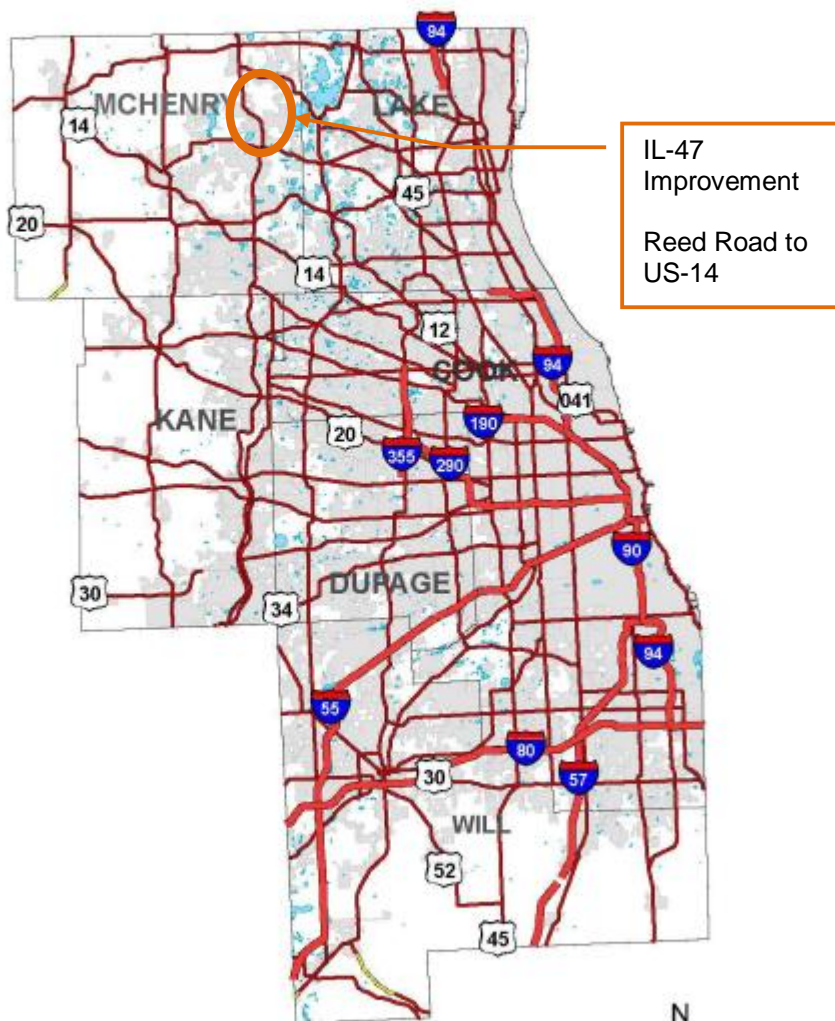 94
MCHENRY
LAKE
14
45
20
14
IL-47
Improvement
Reed Road to
US-14
12
COOK
94
041
KANE
20
190
355
290
90
DUPAGE
30
34
94
55
80
30
57
WILL
52
45
N